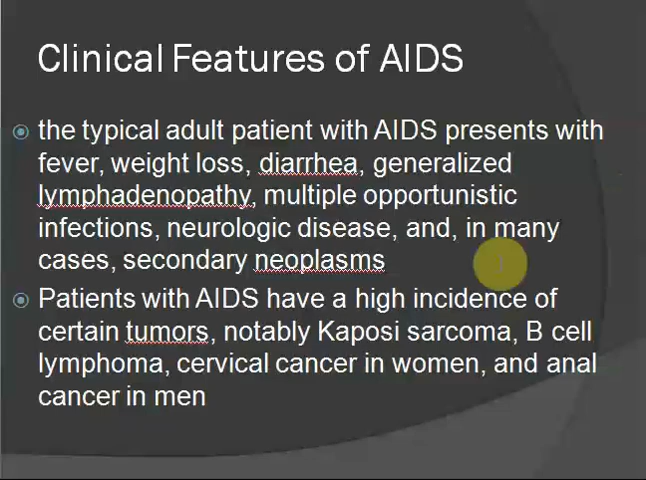 Clinical Features of AIDS
the typical adult patient with AIDS presents with
fever, weight loss, diarrhea, generalized
lymphadenopathy, multiple opportunistic
infections, neurologic disease, and, in many
cases, secondary neoplasms
Patients with AIDS have a high incidence of
certain tumors, notably Kaposi sarcoma, B cell
lymphoma, cervical cancer in women, and anal
cancer in men